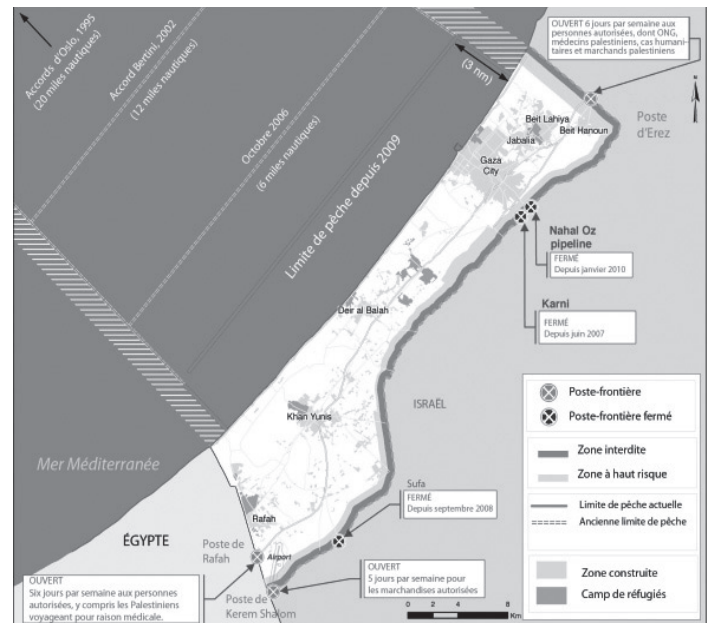 OUVERT 6 jours par semaine aux
personnes autorisées, dont ONG,
médecins palestiniens, cas humani-
taires et marchands palestiniens
Accords d'Oslo, 1995
(20 miles nautiques)
Accord Bertini, 2002
(12 miles nautiques)
Octobre 2006
(6 miles nautiques)
Limite de pêche depuis 2009
(3 nm)
N
Poste
d'Erez
Beit Lahiya
Beit Hanoun
Jabalia
Gaza
City
Nahal Oz
pipeline
FERMÉ
Depuis janvier 2010
Karni
FERMÉ
Depuis juin 2007
Deir al Balah
ISRAËL
Khan Yunis
Mer Méditerranée
Sufa
FERMÉ
Depuis septembre 2008
Rafah
ÉGYPTE
Poste de
Rafah
Airport
OUVERT
Six jours par semaine aux personnes
autorisées, y compris les Palestiniens
voyageant pour raison médicale.
Poste de
Kerem Shalom
OUVERT
5 jours par semaine pour
les marchandises autorisées
Poste-frontière
Poste-frontière fermé
Zone interdite
Zone à haut risque
Limite de pêche actuelle
Ancienne limite de pêche
Zone construite
Camp de réfugiés
0 2 4 8
Km